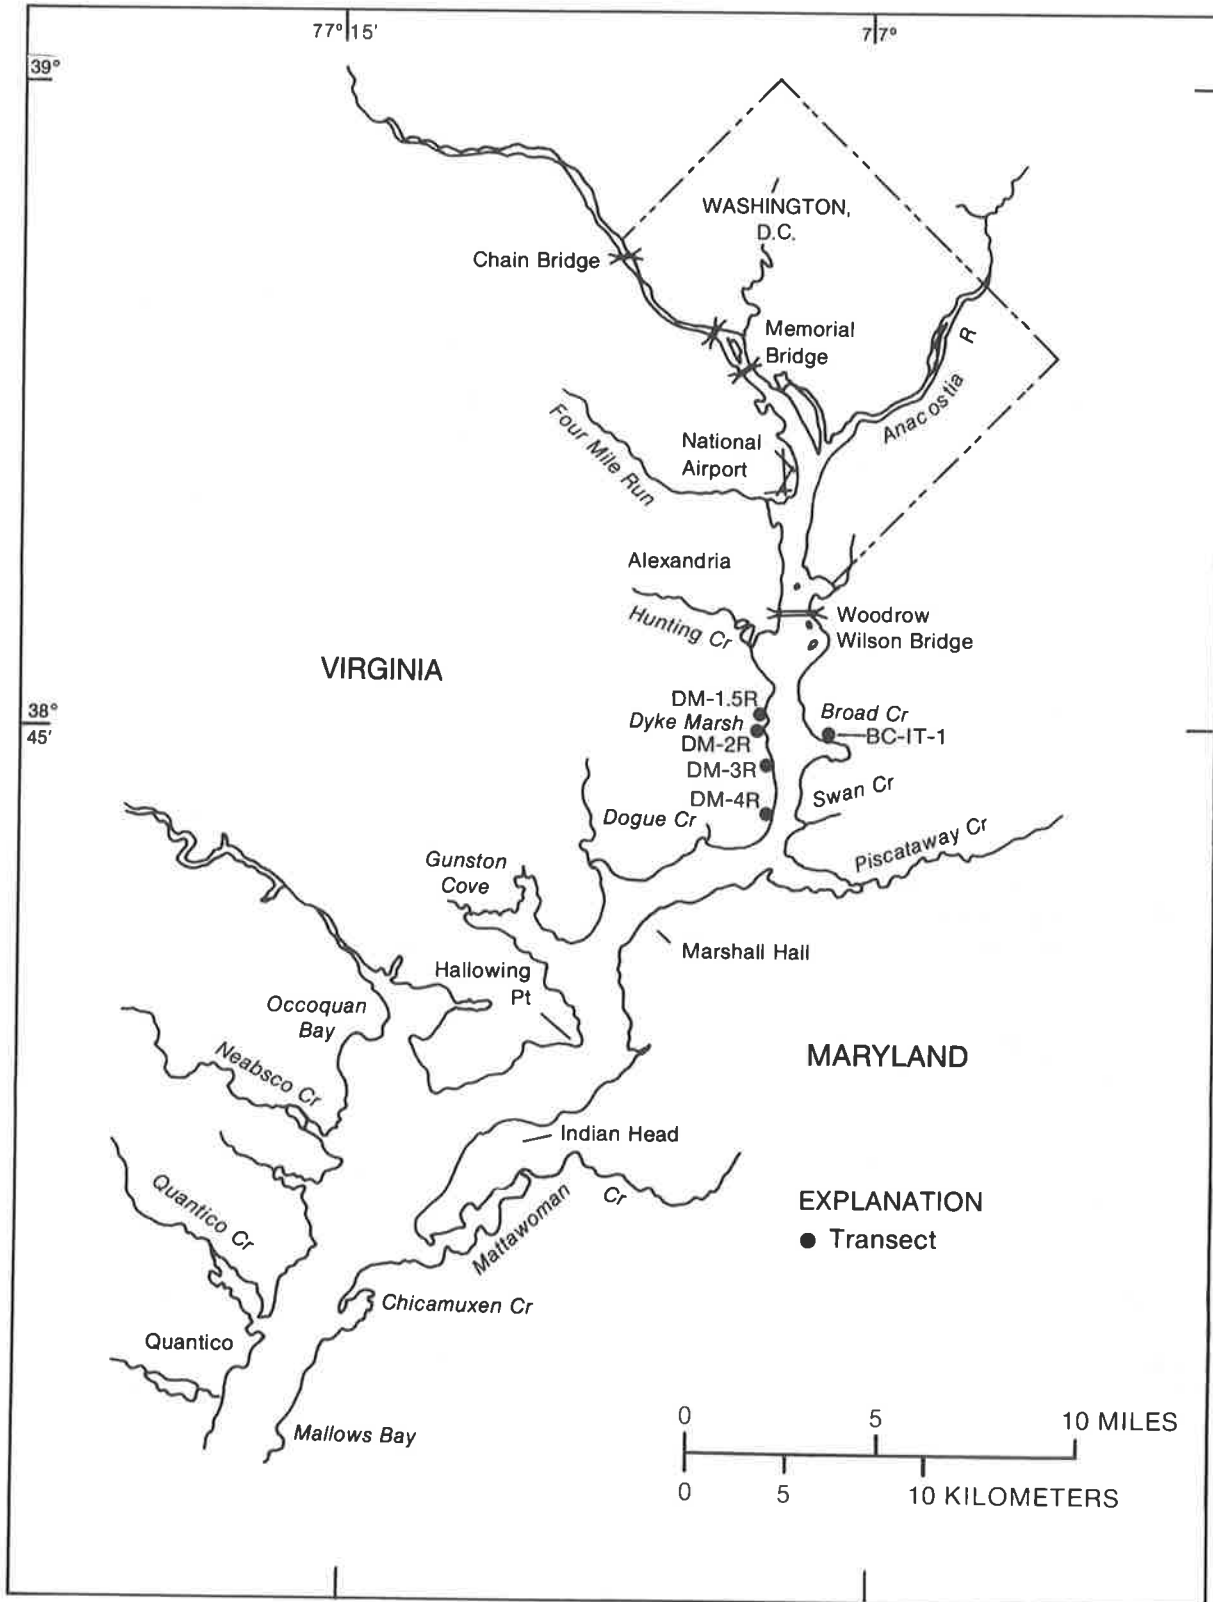 77° 15'
77°
39°
WASHINGTON,
D.C.
Chain Bridge
Memorial
Bridge
Anacostia R
Four Mile Run
National
Airport
Alexandria
Hunting Cr
Woodrow
Wilson Bridge
VIRGINIA
38°
45'
DM-1.5R
Dyke Marsh
DM-2R
DM-3R
DM-4R
Broad Cr
BC-IT-1
Swan Cr
Dogue Cr
Piscataway Cr
Gunston
Cove
Marshall Hall
Hallowing
Pt
Occoquan
Bay
MARYLAND
Neabsco Cr
Indian Head
Quantico Cr
Mattawoman Cr
EXPLANATION
Transect
Chicamuxen Cr
Quantico
Mallows Bay
0 5 10 MILES
0 5 10 KILOMETERS